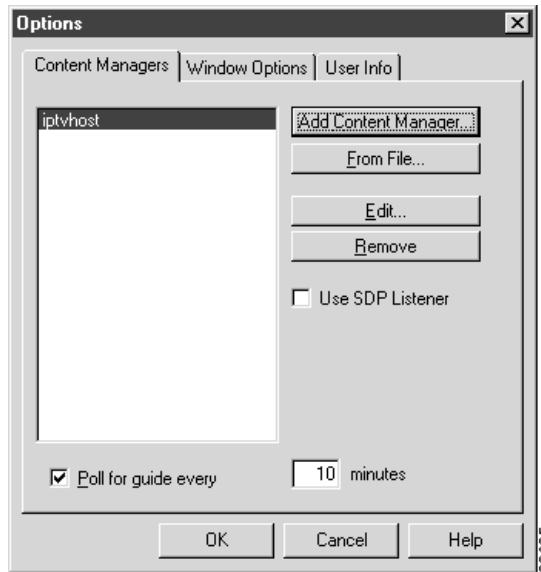 Options
Content Managers
Window Options
User Info
iptvhost
Add Content Manager...
From File...
Edit...
Remove
Use SDP Listener
Poll for guide every
10 minutes
OK
Cancel
Help